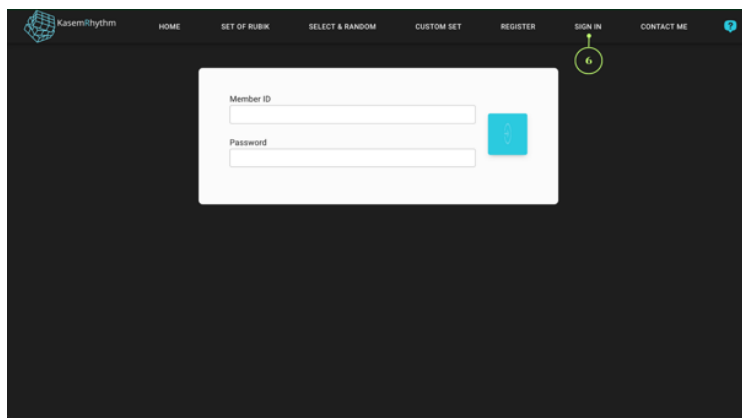 KasemRhythm HOME SET OF RUBIK SELECT & RANDOM CUSTOM SET REGISTER SIGN IN CONTACT ME ?
6
Member ID
Password